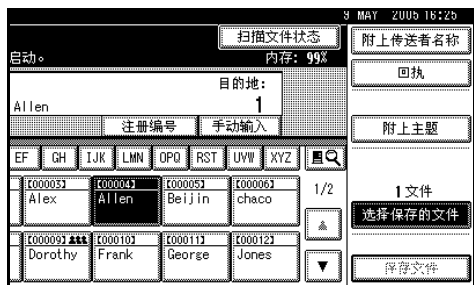 9 MAY 2005 16:25
扫描文件状态
附上传送者名称
启动。
内存: 99%
回执
目的地:
Allen
1
注册编号
手动输入
附上主题
EF GH IJK LMN OPQ RST UVW XYZ
[00003] [00004] [00005] [00006]
Alex Allen Beijin chaco
1/2
1文件
选择保存的文件
[00009] [00010] [00011] [00012]
Dorothy Frank George Jones
▲
▼
保存文件